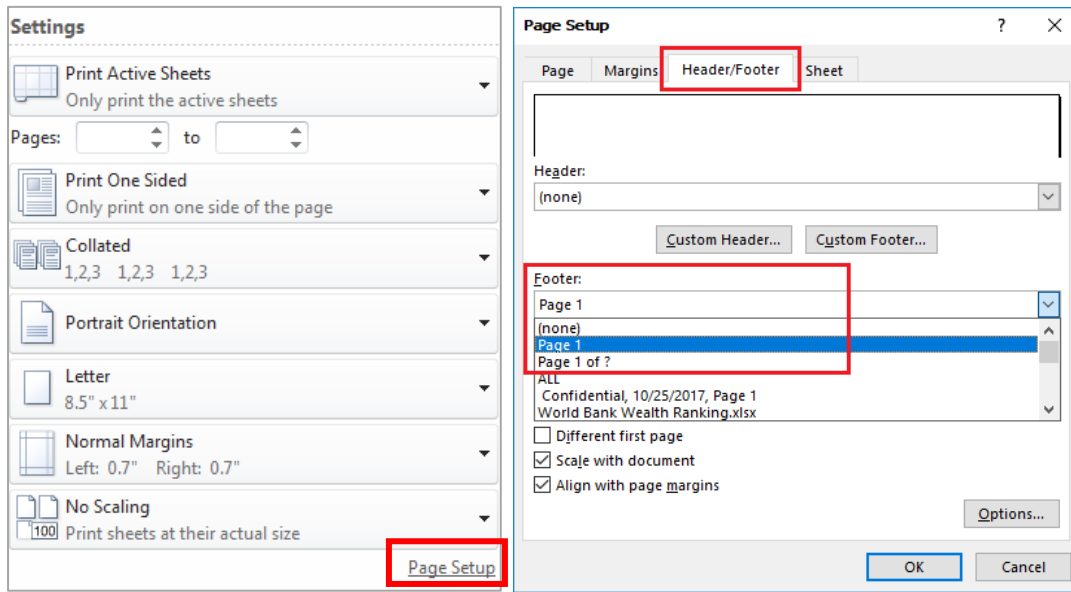 Settings
Print Active Sheets
Only print the active sheets
Pages: to
Print One Sided
Only print on one side of the page
Collated
1,2,3 1,2,3 1,2,3
Portrait Orientation
Letter
8.5" x 11"
Normal Margins
Left: 0.7" Right: 0.7"
No Scaling
100 Print sheets at their actual size
Page Setup
Page Setup ? ×
Page Margins Header/Footer Sheet
Header:
(none)
Custom Header... Custom Footer...
Footer:
Page 1
(none)
Page 1
Page 1 of ?
ALL
Confidential, 10/25/2017, Page 1
World Bank Wealth Ranking.xlsx
Different first page
Scale with document
Align with page margins
Options...
OK Cancel